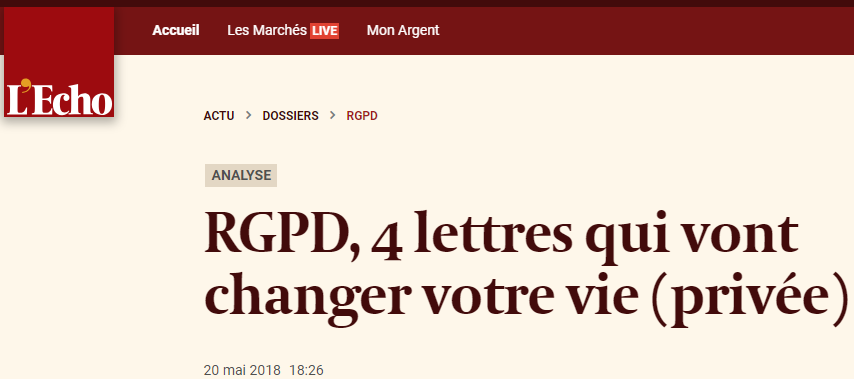 Accueil Les Marchés LIVE Mon Argent
L'Echo
ACTU > DOSSIERS > RGPD
ANALYSE
RGPD, 4 lettres qui vont
changer votre vie (privée)
20 mai 2018 18:26